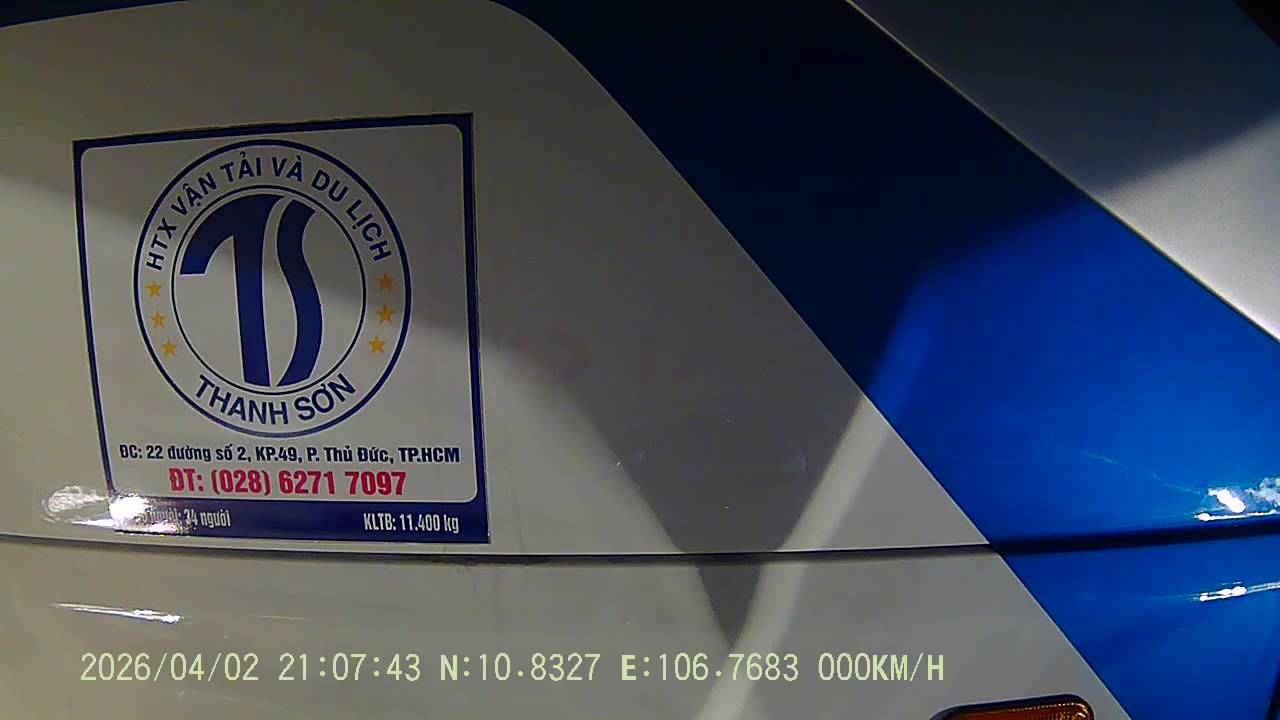 HTX VẬN TẢI VÀ DU LỊCH
TS
THANH SƠN
ĐC: 22 đường số 2, KP.49, P. Thủ Đức, TP.HCM
ĐT: (028) 6271 7097
34 người
KLTB: 11.400 kg
2026/04/02 21:07:43 N:10.8327 E:106.7683 000KM/H